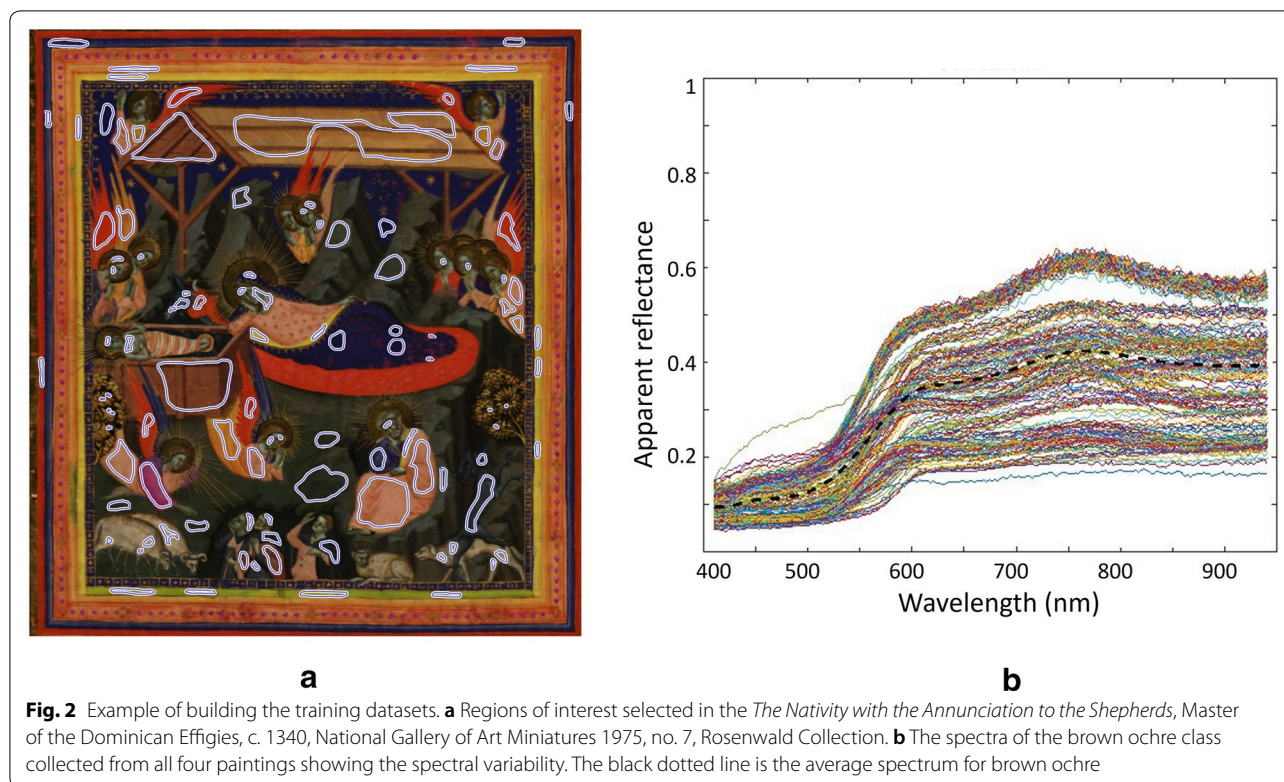 1
0.8
0.6
0.4
0.2
Apparent reflectance
400 500 600 700 800 900
Wavelength (nm)
a
b
Fig. 2 Example of building the training datasets. a Regions of interest selected in the The Nativity with the Annunciation to the Shepherds, Master
of the Dominican Effigies, c. 1340, National Gallery of Art Miniatures 1975, no. 7, Rosenwald Collection. b The spectra of the brown ochre class
collected from all four paintings showing the spectral variability. The black dotted line is the average spectrum for brown ochre